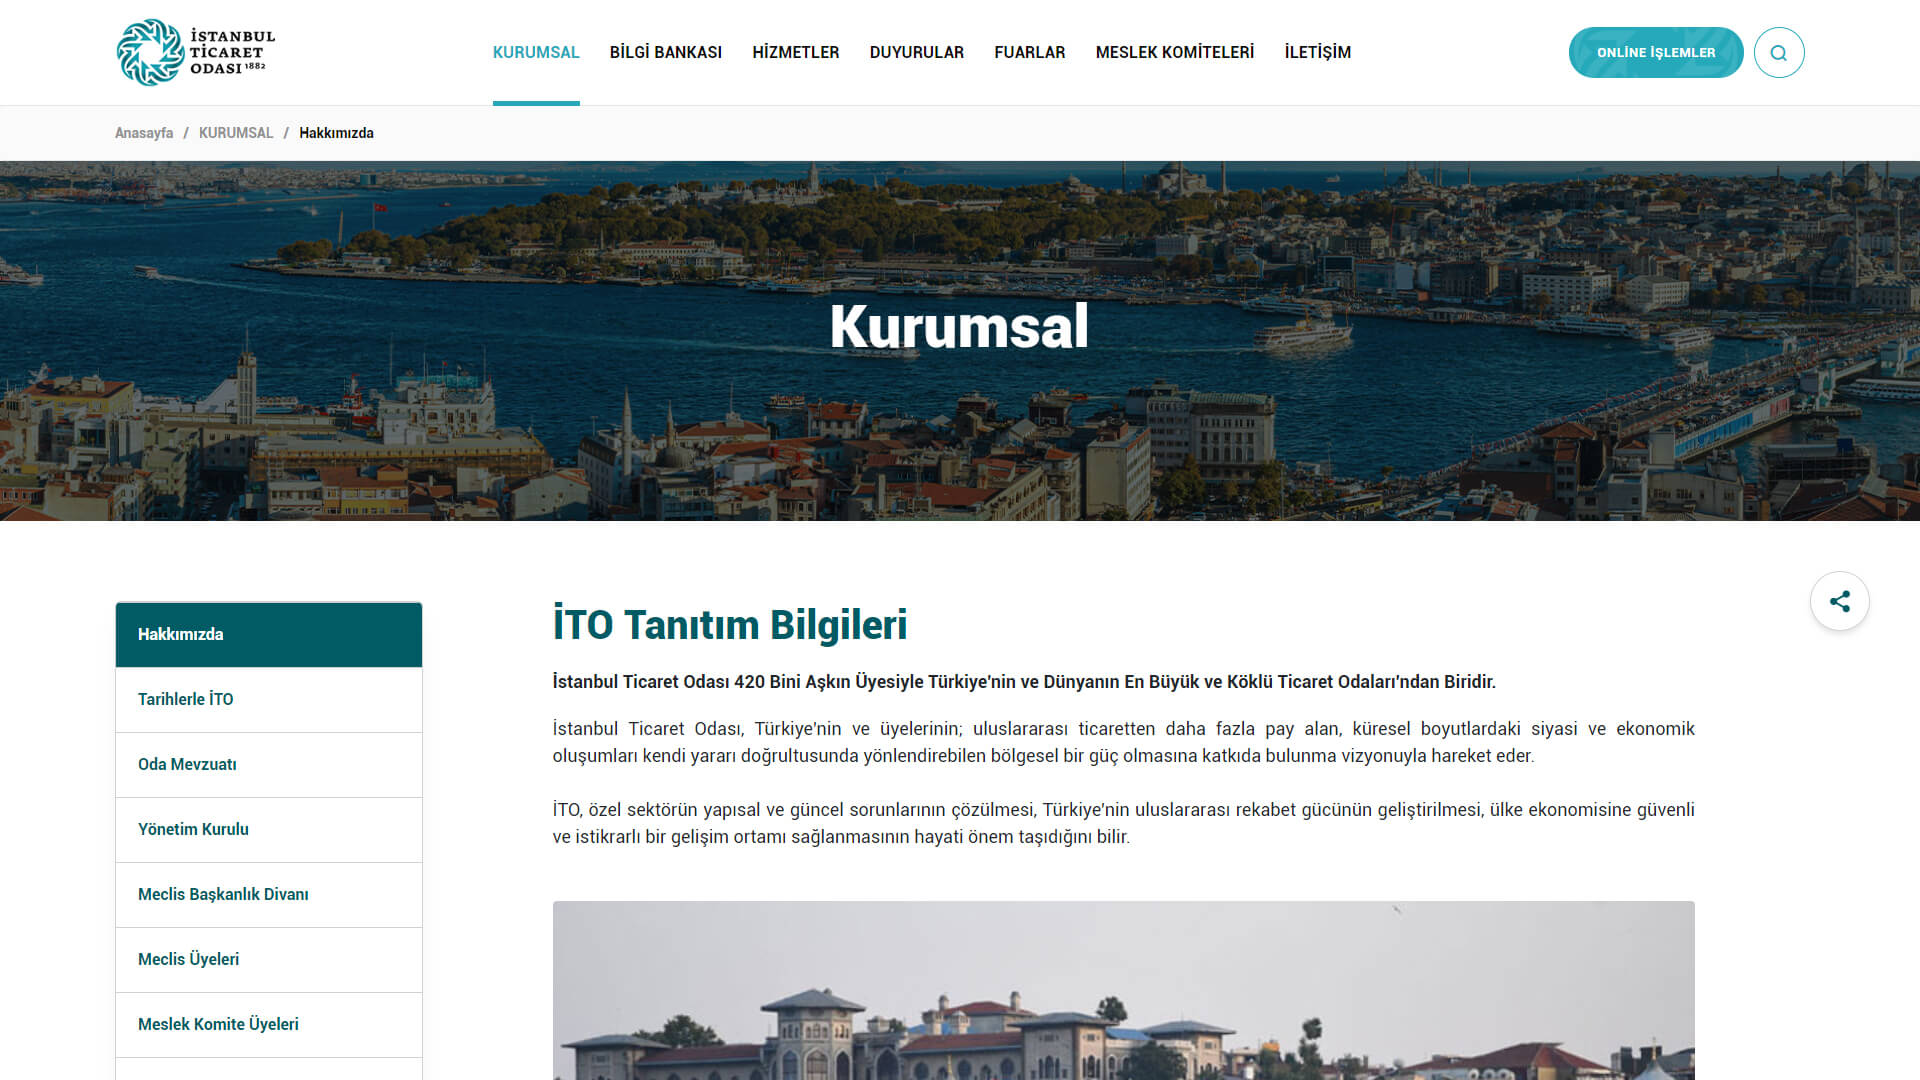 İSTANBUL
TİCARET
ODASI 1882
KURUMSAL
BİLGİ BANKASI
HİZMETLER
DUYURULAR
FUARLAR
MESLEK KOMİTELERİ
İLETİŞİM
ONLİNE İŞLEMLER
Anasayfa / KURUMSAL / Hakkımızda
Kurumsal
Hakkımızda
Tarihlerle İTO
Oda Mevzuatı
Yönetim Kurulu
Meclis Başkanlık Divanı
Meclis Üyeleri
Meslek Komite Üyeleri
İTO Tanıtım Bilgileri
İstanbul Ticaret Odası 420 Bini Aşkın Üyesiyle Türkiye'nin ve Dünyanın En Büyük ve Köklü Ticaret Odaları'ndan Biridir.
İstanbul Ticaret Odası, Türkiye'nin ve üyelerinin; uluslararası ticaretten daha fazla pay alan, küresel boyutlardaki siyasi ve ekonomik
oluşumları kendi yararı doğrultusunda yönlendirebilen bölgesel bir güç olmasına katkıda bulunma vizyonuyla hareket eder.
İTO, özel sektörün yapısal ve güncel sorunlarının çözülmesi, Türkiye'nin uluslararası rekabet gücünün geliştirilmesi, ülke ekonomisine güvenli
ve istikrarlı bir gelişim ortamı sağlanmasının hayati önem taşıdığını bilir.